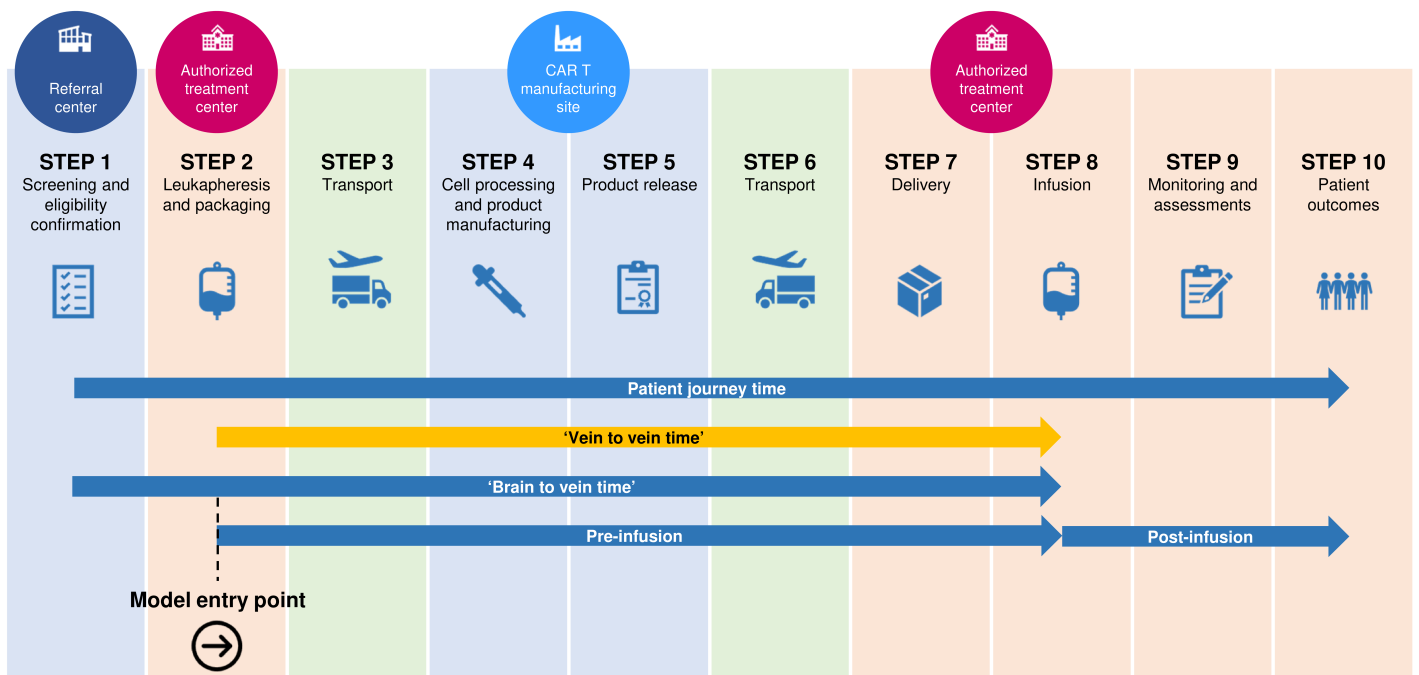 Referral
center
Authorized
treatment
center
CAR T
manufacturing
site
Authorized
treatment
center
STEP 1
Screening and
eligibility
confirmation
STEP 2
Leukapheresis
and packaging
STEP 3
Transport
STEP 4
Cell processing
and product
manufacturing
STEP 5
Product release
STEP 6
Transport
STEP 7
Delivery
STEP 8
Infusion
STEP 9
Monitoring and
assessments
STEP 10
Patient
outcomes
Patient journey time
‘Vein to vein time’
‘Brain to vein time’
Pre-infusion
Post-infusion
Model entry point